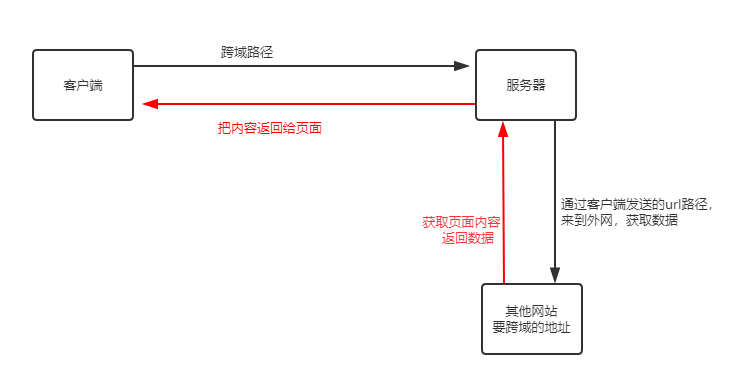 跨域路径
客户端
服务器
把内容返回给页面
通过客户端发送的url路径，
来到外网，获取数据
获取页面内容
返回数据
其他网站
要跨域的地址